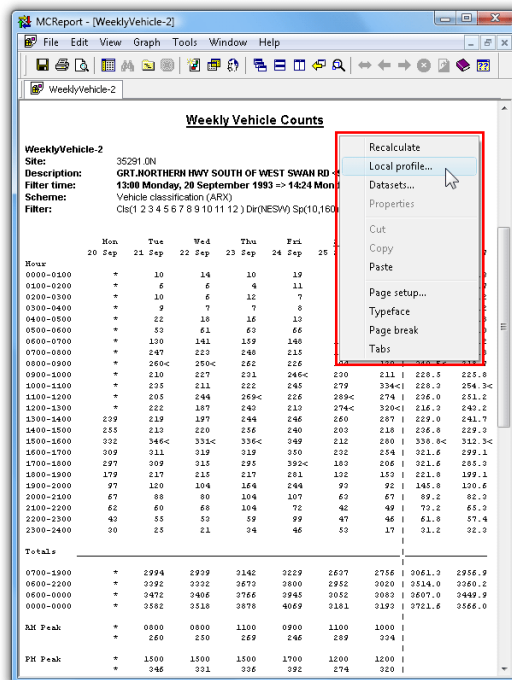 MCReport - [WeeklyVehicle-2]
File Edit View Graph Tools Window Help
WeeklyVehicle-2
Weekly Vehicle Counts
WeeklyVehicle-2
Site: 35291.0N
Description: GRT.NORTHERN HWY SOUTH OF WEST SWAN RD
Filter time: 13:00 Monday, 20 September 1993 => 14:24 Mon
Scheme: Vehicle classification (ARX)
Filter: Cls(1 2 3 4 5 6 7 8 9 10 11 12 ) Dir(NESW) Sp(10,160)
Recalculate
Local profile...
Datasets...
Properties
Cut
Copy
Paste
Page setup...
Typeface
Page break
Tabs
Mon Tue Wed Thu Fri
20 Sep 21 Sep 22 Sep 23 Sep 24 Sep 25
Hour
0000-0100 * 10 14 10 19
0100-0200 * 6 6 4 11
0200-0300 * 10 6 12 7
0300-0400 * 9 7 7 8
0400-0500 * 22 18 16 13
0500-0600 * 53 61 63 66
0600-0700 * 130 141 159 148
0700-0800 * 247 223 248 215
0800-0900 * 260< 250< 262 226
0900-1000 * 210 227 231 246< 230 211 | 228.5 225.8
1000-1100 * 235 211 222 245 279 334< | 228.3 254.3<
1100-1200 * 205 244 269< 226 289< 274 | 236.0 251.2
1200-1300 * 222 187 243 213 274< 320< | 216.3 243.2
1300-1400 239 219 197 244 246 260 287 | 229.0 241.7
1400-1500 255 213 220 256 240 203 218 | 236.8 229.3
1500-1600 332 346< 331< 336< 349 212 280 | 338.8< 312.3<
1600-1700 309 311 319 319 350 232 254 | 321.6 299.1
1700-1800 297 309 315 295 392< 183 206 | 321.6 285.3
1800-1900 179 217 215 217 281 132 153 | 221.8 199.1
1900-2000 97 120 104 164 244 93 92 | 145.8 130.6
2000-2100 67 88 80 104 107 63 67 | 89.2 82.3
2100-2200 62 60 68 104 72 42 49 | 73.2 65.3
2200-2300 43 55 53 59 99 47 46 | 61.8 57.4
2300-2400 30 25 21 34 46 53 17 | 31.2 32.3
Totals
0700-1900 * 2994 2939 3142 3229 2637 2756 | 3061.3 2956.9
0600-2200 * 3392 3332 3673 3800 2952 3020 | 3514.0 3360.2
0600-0000 * 3472 3406 3766 3945 3052 3083 | 3607.0 3449.9
0000-0000 * 3582 3518 3878 4069 3181 3193 | 3721.6 3566.0
AM Peak * 0800 0800 1100 0900 1100 1000
* 260 250 269 246 289 334 |
PM Peak * 1500 1500 1500 1700 1200 1200 |
* 346 331 336 392 274 320 |